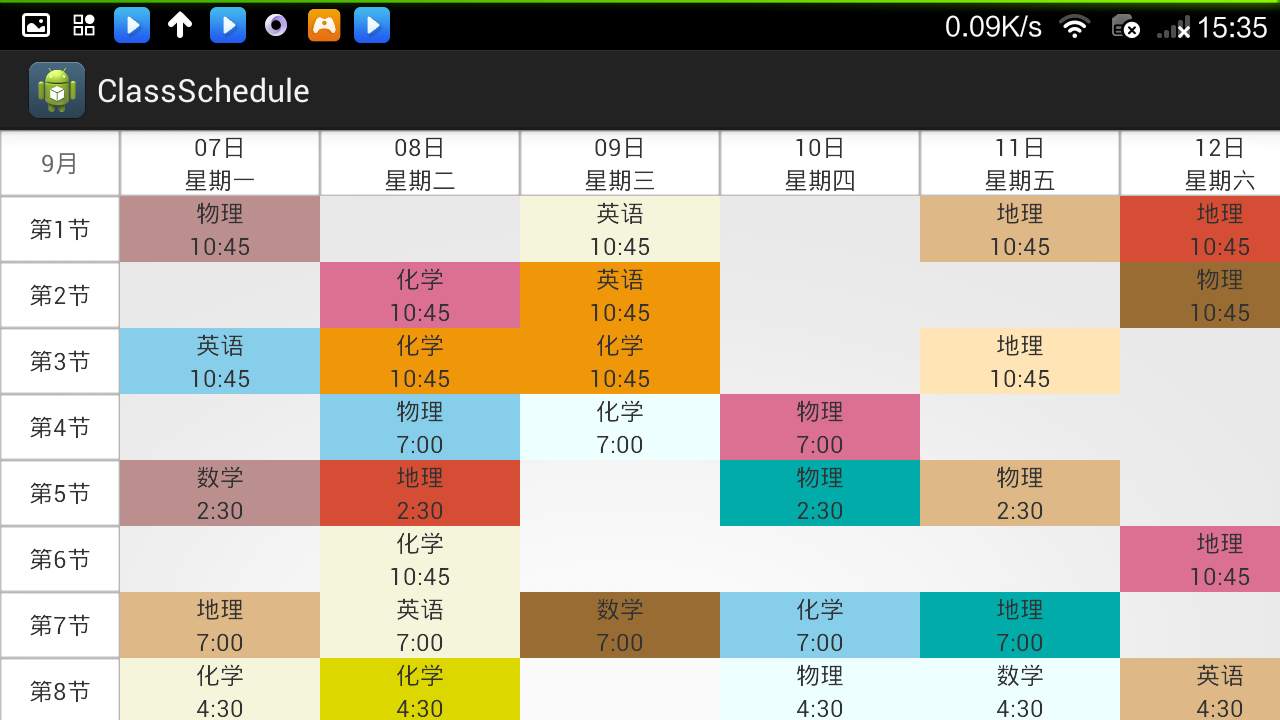 0.09K/s 15:35
ClassSchedule
9月 07日 08日 09日 10日 11日 12日
星期一 星期二 星期三 星期四 星期五 星期六
第1节 物理 英语 地理 地理
10:45 10:45 10:45 10:45
第2节 化学 英语 物理
10:45 10:45 10:45
第3节 英语 化学 化学 地理
10:45 10:45 10:45 10:45
第4节 物理 化学 物理
7:00 7:00 7:00
第5节 数学 地理 物理 物理
2:30 2:30 2:30 2:30
第6节 化学 地理
10:45 10:45
第7节 地理 英语 数学 化学 地理
7:00 7:00 7:00 7:00 7:00
第8节 化学 化学 物理 数学 英语
4:30 4:30 4:30 4:30 4:30